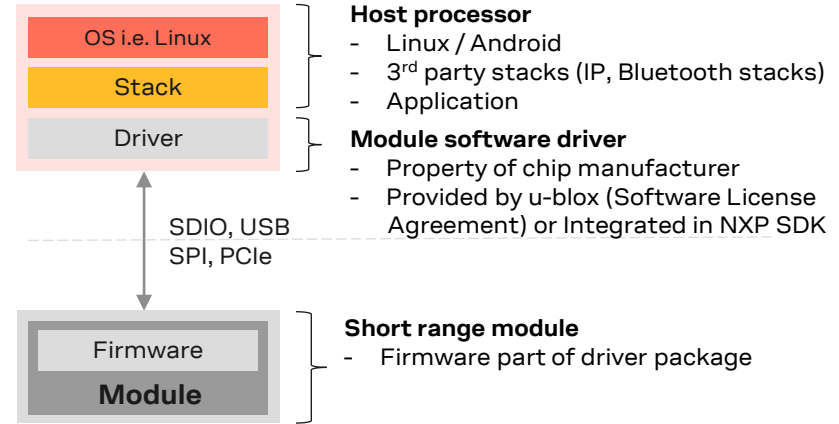 OS i.e. Linux
Stack
Driver
Host processor
- Linux / Android
- 3rd party stacks (IP, Bluetooth stacks)
- Application
Module software driver
- Property of chip manufacturer
- Provided by u-blox (Software License
Agreement) or Integrated in NXP SDK
SDIO, USB
SPI, PCIe
Firmware
Module
Short range module
- Firmware part of driver package